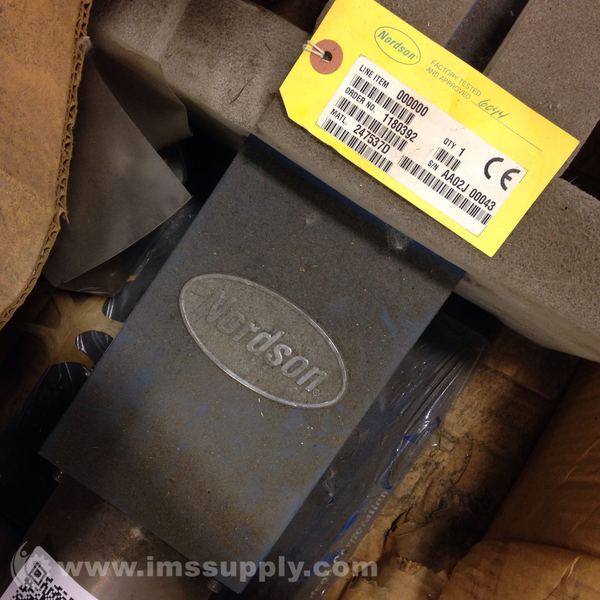 Nordson
FACTORY TESTED
AND APPROVED 6044
LINE ITEM 000000
ORDER NO. 1180392
MATL. 247537D
QTY 1
S/N AA02J 00043
CE
Nordson®
poration
www.imssupply.com